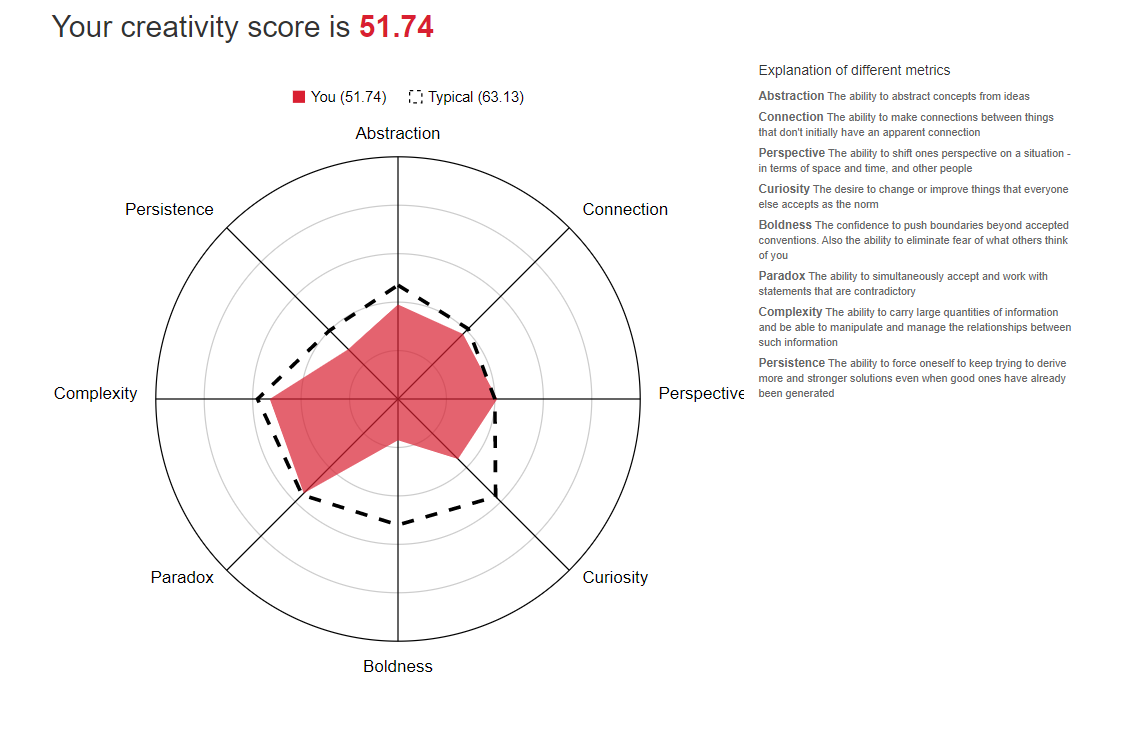 Your creativity score is 51.74
You (51.74)
Typical (63.13)
Abstraction
Persistence
Connection
Complexity
Perspective
Paradox
Curiosity
Boldness
Explanation of different metrics
Abstraction The ability to abstract concepts from ideas
Connection The ability to make connections between things
that don't initially have an apparent connection
Perspective The ability to shift ones perspective on a situation -
in terms of space and time, and other people
Curiosity The desire to change or improve things that everyone
else accepts as the norm
Boldness The confidence to push boundaries beyond accepted
conventions. Also the ability to eliminate fear of what others think
of you
Paradox The ability to simultaneously accept and work with
statements that are contradictory
Complexity The ability to carry large quantities of information
and be able to manipulate and manage the relationships between
such information
Persistence The ability to force oneself to keep trying to derive
more and stronger solutions even when good ones have already
been generated